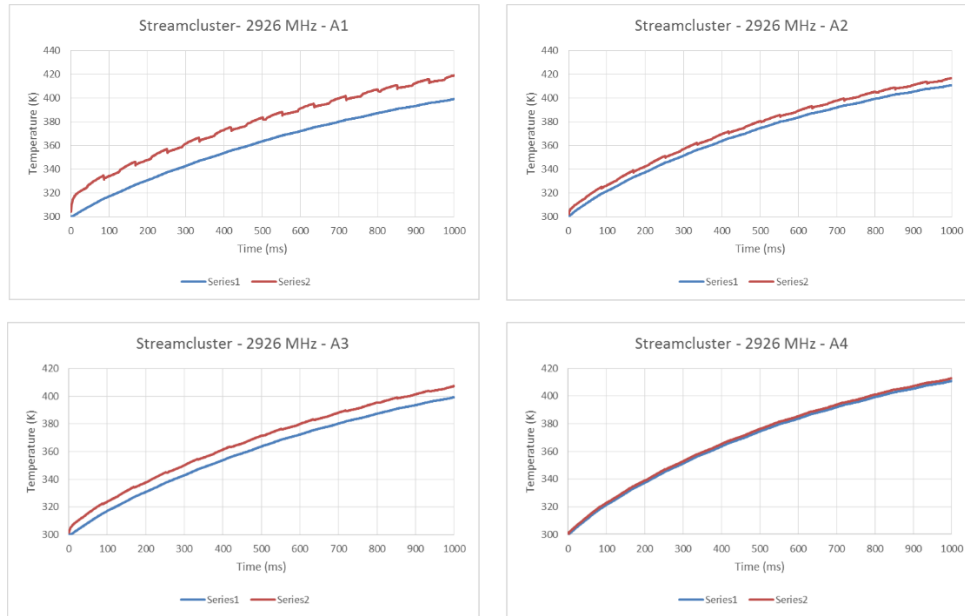 Streamcluster- 2926 MHz - A1
Temperature (K)
440
420
400
380
360
340
320
300
0 100 200 300 400 500 600 700 800 900 1000
Time (ms)
Series1 Series2
Streamcluster - 2926 MHz - A2
Temperature (K)
440
420
400
380
360
340
320
300
0 100 200 300 400 500 600 700 800 900 1000
Time (ms)
Series1 Series2
Streamcluster - 2926 MHz - A3
Temperature (K)
420
400
380
360
340
320
300
0 100 200 300 400 500 600 700 800 900 1000
Time (ms)
Series1 Series2
Streamcluster - 2926 MHz - A4
Temperature (K)
420
400
380
360
340
320
300
0 100 200 300 400 500 600 700 800 900 1000
Time (ms)
Series1 Series2